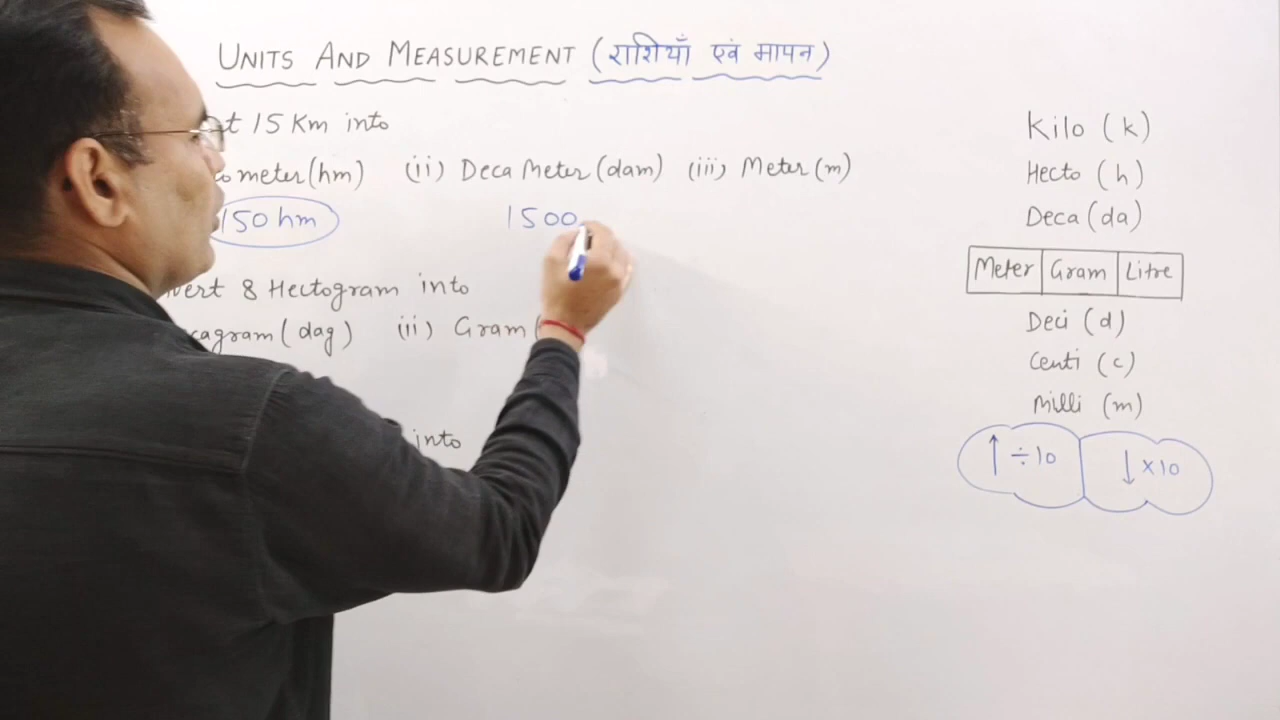 UNITS AND MEASUREMENT (राशियाँ एवं मापन)
15 Km into
meter(hm) (ii) Deca Meter (dam) (iii) Meter (m)
150 hm 1500
8 Hectogram into
(dag) (ii) Gram (
into
Kilo (k)
Hecto (h)
Deca (da)
Meter Gram Litre
Deci (d)
Centi (c)
Milli (m)
↑ ÷10 ↓ ×10